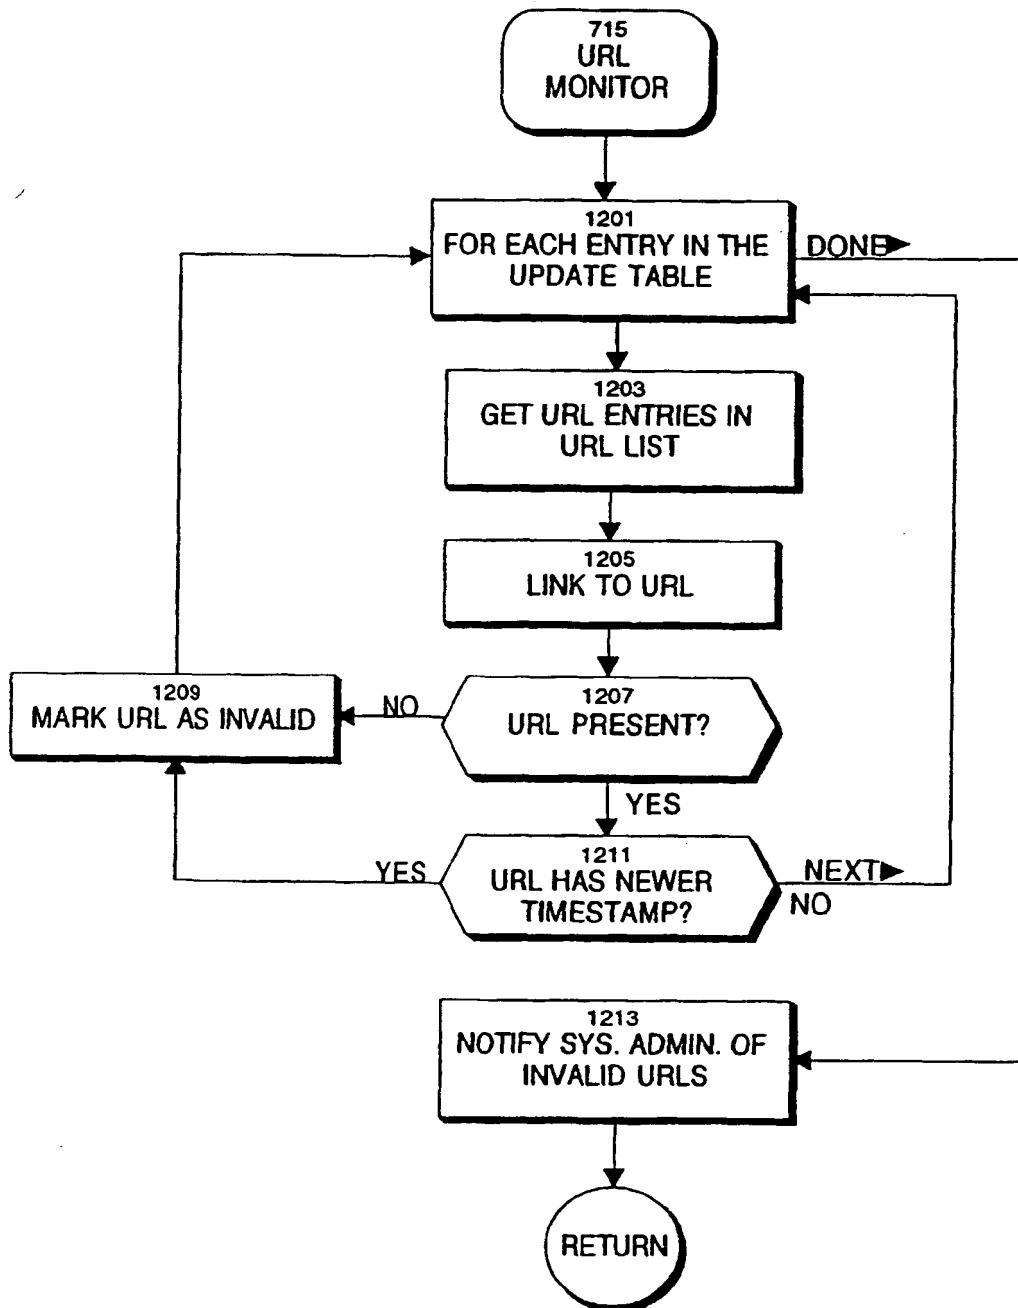 715
URL
MONITOR
1201
FOR EACH ENTRY IN THE
UPDATE TABLE
DONE
1203
GET URL ENTRIES IN
URL LIST
1205
LINK TO URL
1209
MARK URL AS INVALID
NO
1207
URL PRESENT?
YES
YES
1211
URL HAS NEWER
TIMESTAMP?
NEXT
NO
1213
NOTIFY SYS. ADMIN. OF
INVALID URLS
RETURN